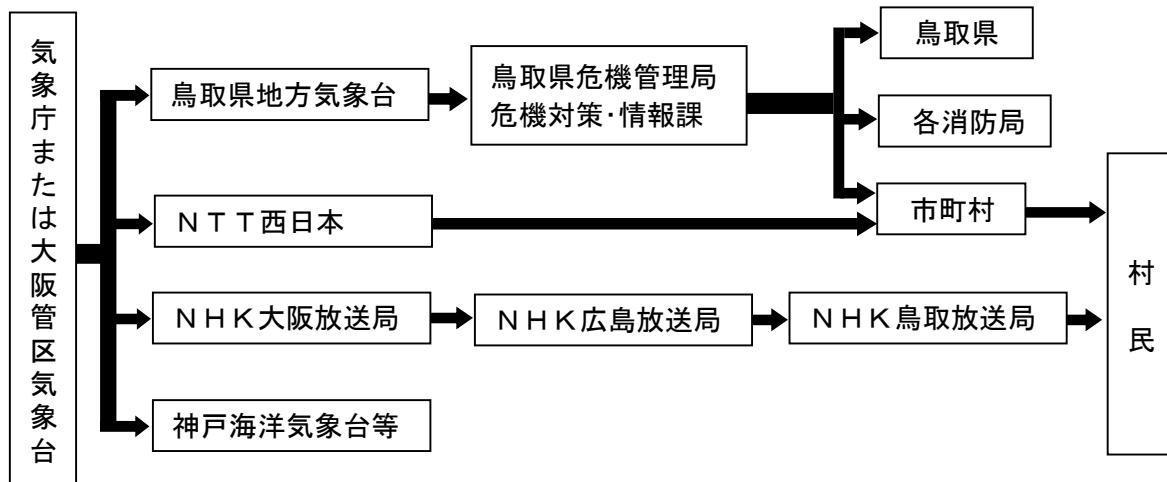 気象庁または大阪管区気象台
鳥取県地方気象台
鳥取県危機管理局
危機対策・情報課
鳥取県
各消防局
市町村
ＮＴＴ西日本
ＮＨＫ大阪放送局
ＮＨＫ広島放送局
ＮＨＫ鳥取放送局
神戸海洋気象台等
村民